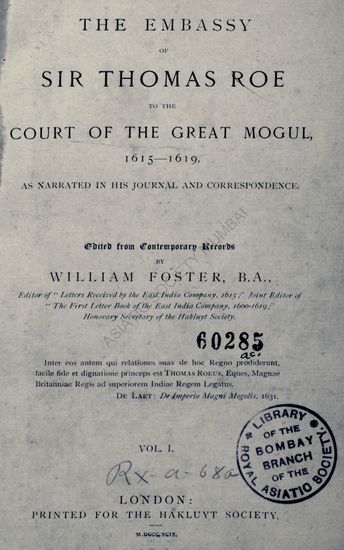 THE EMBASSY
OF
SIR THOMAS ROE
TO THE
COURT OF THE GREAT MOGUL,
1615—1619,
AS NARRATED IN HIS JOURNAL AND CORRESPONDENCE.
Edited from Contemporary Records
BY
WILLIAM FOSTER, B.A.,
Editor of "Letters Received by the East India Company, 1615;" Joint Editor of
"The First Letter Book of the East India Company, 1600-1619;"
Honorary Secretary of the Hakluyt Society.
60285
Inter eos autem qui relationes suas de hoc Regno prodiderunt,
facile fide et dignatione princeps est THOMAS ROEUS, Eques, Magnae
Britanniae Regis ad superiorem Indiae Regem Legatus.
DE LAET: De Imperio Magni Mogolis, 1631.
VOL. I.
LIBRARY
OF THE
BOMBAY
BRANCH
OF THE
ROYAL ASIATIC SOCIETY.
LONDON:
PRINTED FOR THE HAKLUYT SOCIETY.
M.DCCC.XCIX.
ASIATIC SOCIETY MUMBAI